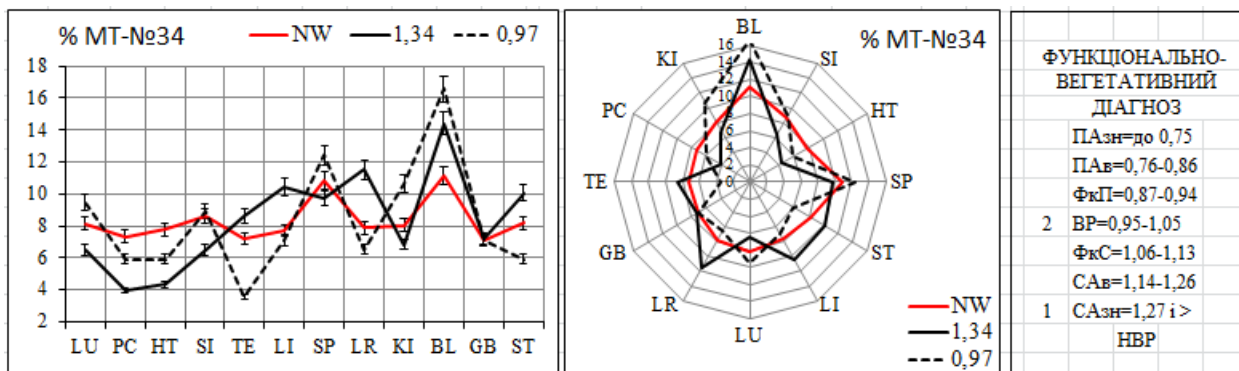 % МТ-№34 NW 1,34 0,97
18
16
14
12
10
8
6
4
2
LU PC HT SI TE LI SP LR KI BL GB ST
% МТ-№34
BL
SI
HT
SP
ST
LI
LU
LR
GB
TE
PC
KI
16
14
12
10
8
6
4
2
0
NW
1,34
0,97
ФУНКЦІОНАЛЬНО-
ВЕГЕТАТИВНИЙ
ДІАГНОЗ
ПАзн=до 0,75
ПАв=0,76-0,86
ФкП=0,87-0,94
2 ВР=0,95-1,05
ФкС=1,06-1,13
САв=1,14-1,26
1 САзн=1,27 і >
НВР